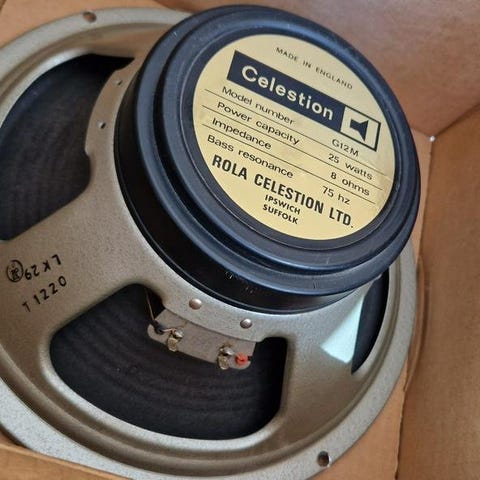 MADE IN ENGLAND
Celestion
Model number G12M
Power capacity 25 watts
Impedance 8 ohms
Bass resonance 75 hz
ROLA CELESTION LTD.
IPSWICH
SUFFOLK
LK29
T1220